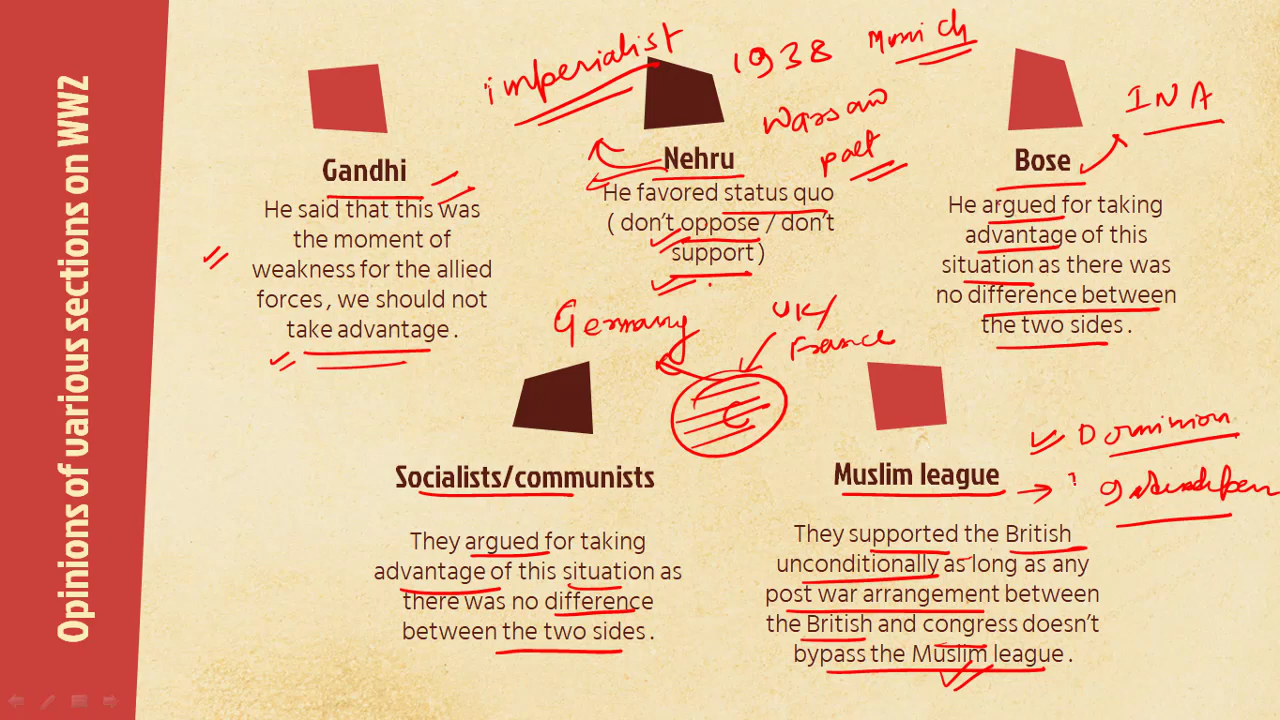 Opinions of various sections on WW2
imperialist
1938
Munich
Warsaw
pact
INA
Gandhi
He said that this was
the moment of
weakness for the allied
forces , we should not
take advantage .
Nehru
He favored status quo
( don't oppose / don't
support )
Bose
He argued for taking
advantage of this
situation as there was
no difference between
the two sides .
Germany
UK/
France
C
Socialists/communists
They argued for taking
advantage of this situation as
there was no difference
between the two sides .
Muslim league
Dominion
They supported the British
unconditionally as long as any
post war arrangement between
the British and congress doesn't
bypass the Muslim league .